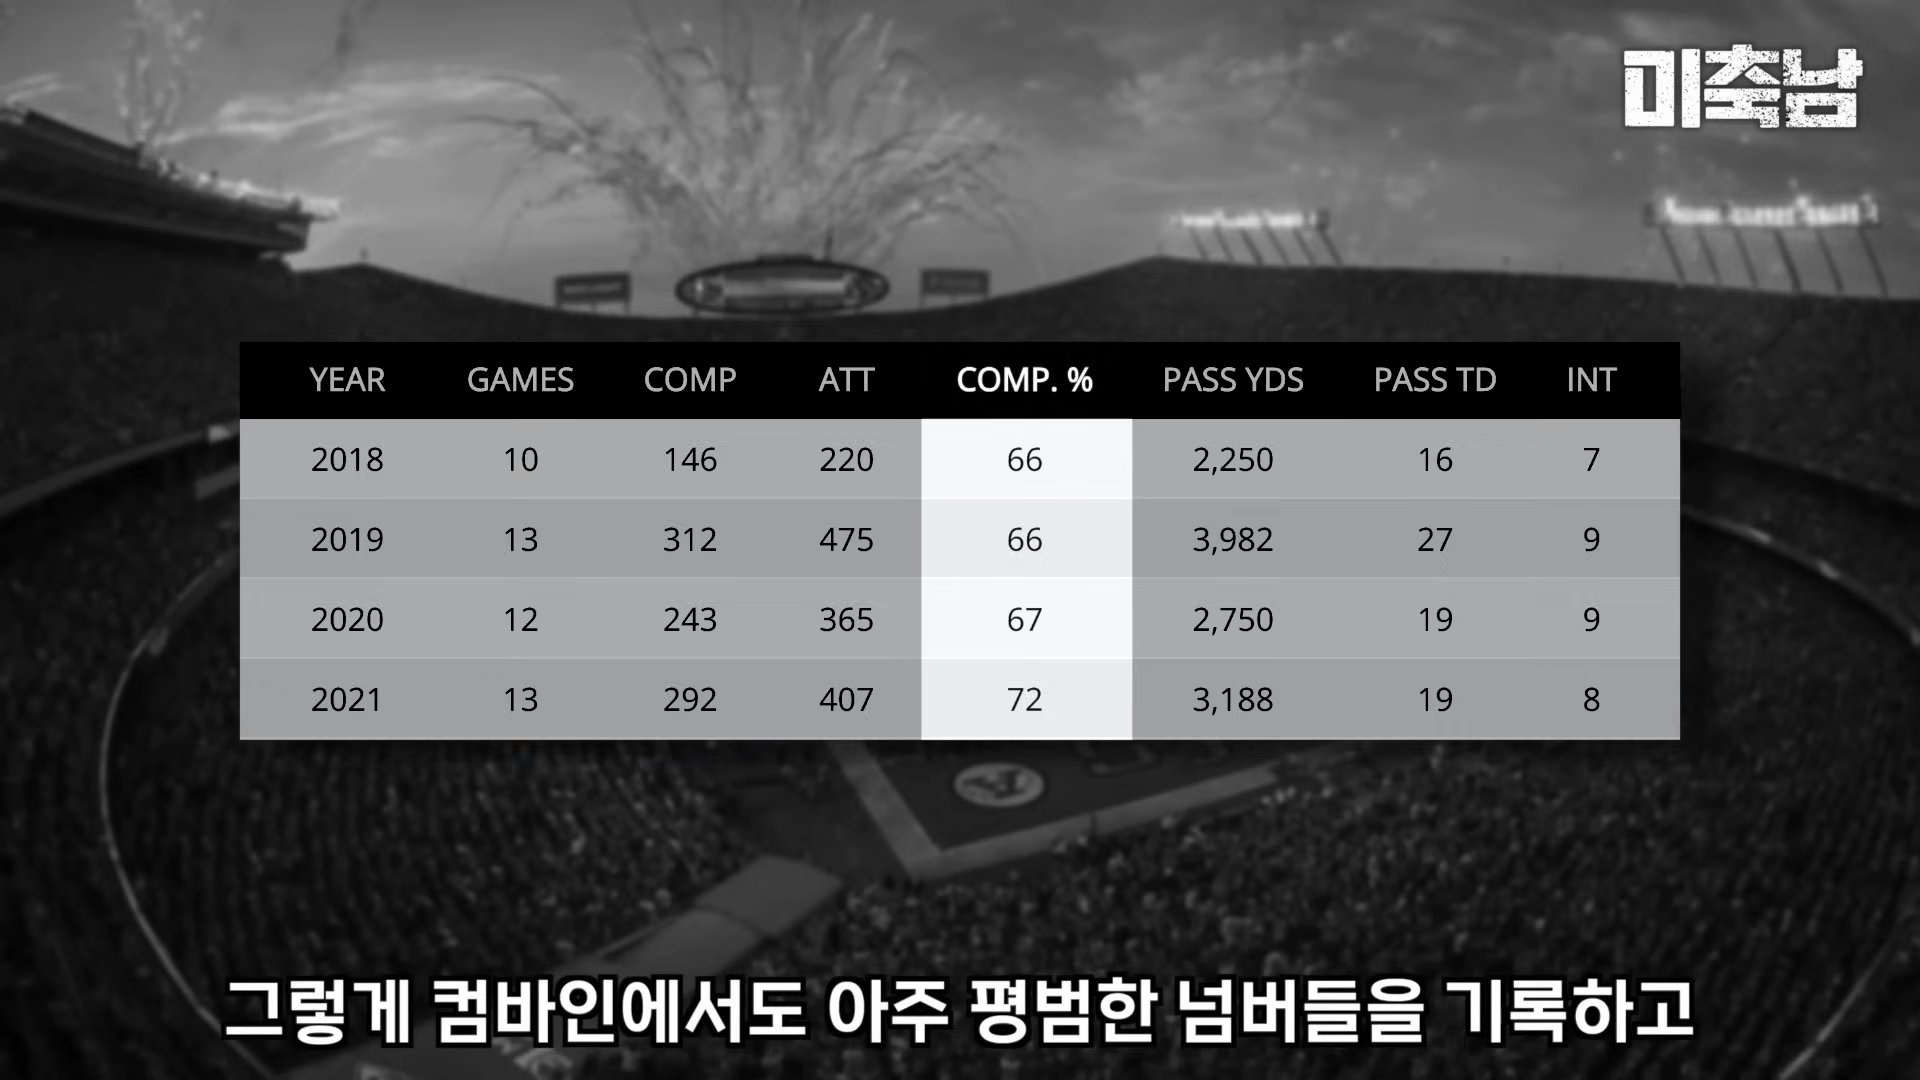 미축남
YEAR GAMES COMP ATT COMP. % PASS YDS PASS TD INT
2018 10 146 220 66 2,250 16 7
2019 13 312 475 66 3,982 27 9
2020 12 243 365 67 2,750 19 9
2021 13 292 407 72 3,188 19 8
그렇게 컴바인에서도 아주 평범한 넘버들을 기록하고